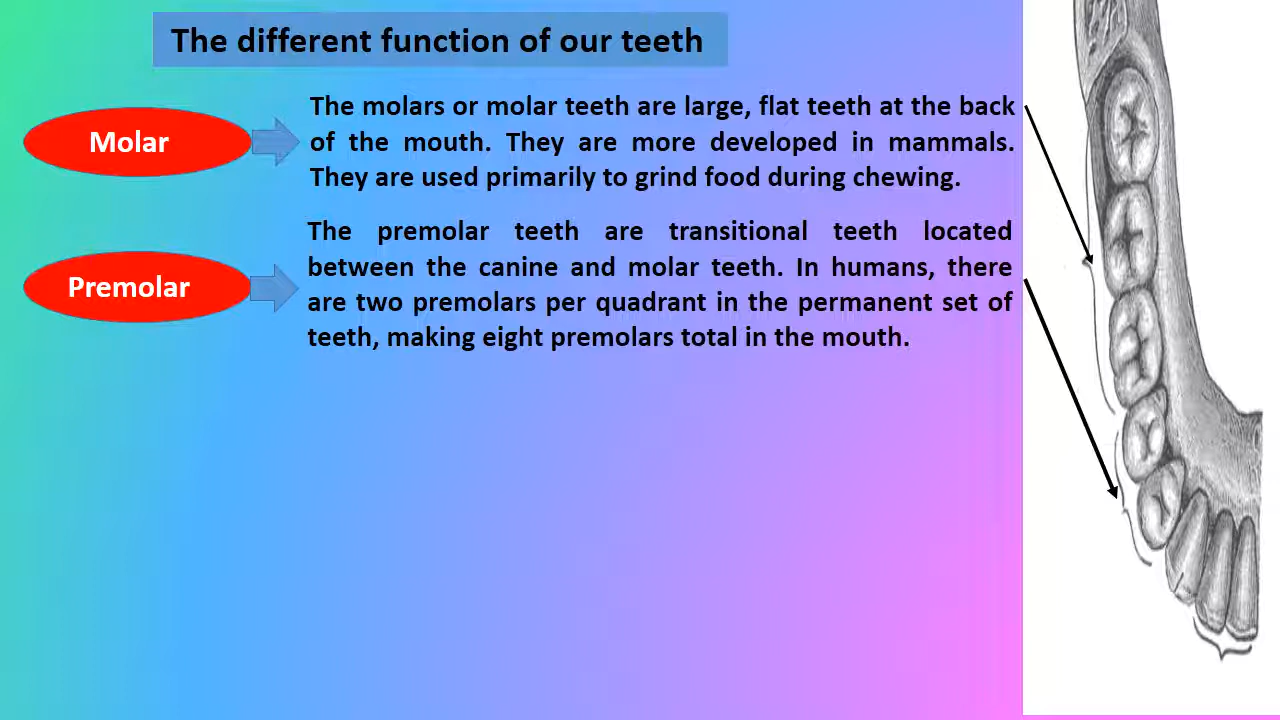 The different function of our teeth
Molar
The molars or molar teeth are large, flat teeth at the back
of the mouth. They are more developed in mammals.
They are used primarily to grind food during chewing.
Premolar
The premolar teeth are transitional teeth located
between the canine and molar teeth. In humans, there
are two premolars per quadrant in the permanent set of
teeth, making eight premolars total in the mouth.